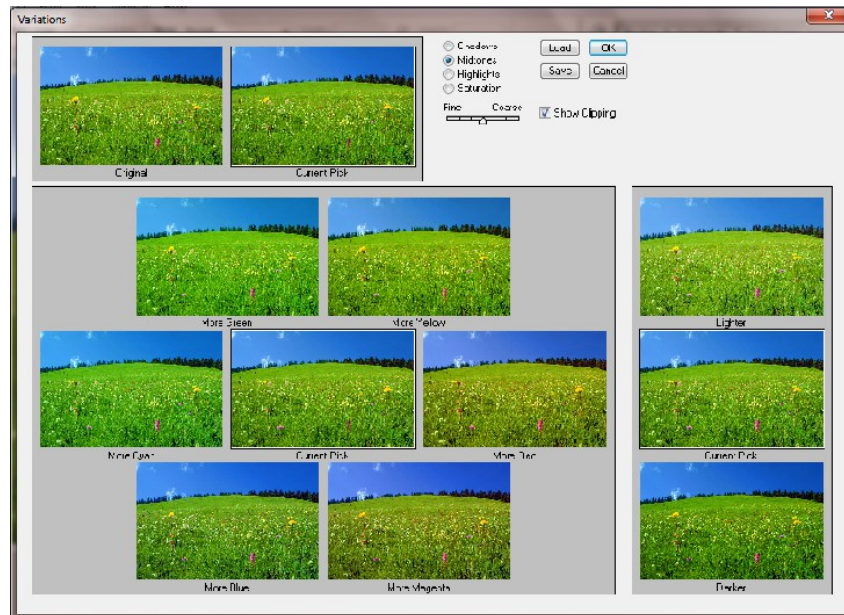 Variations
Original
Current Pick
Shadows
Midtones
Highlights
Saturation
Fine Coarse
Load OK
Save Cancel
Show Clipping
More Green
More Yellow
Lighter
More Cyan
Current Pick
More Red
Current Pick
More Blue
More Magenta
Darker